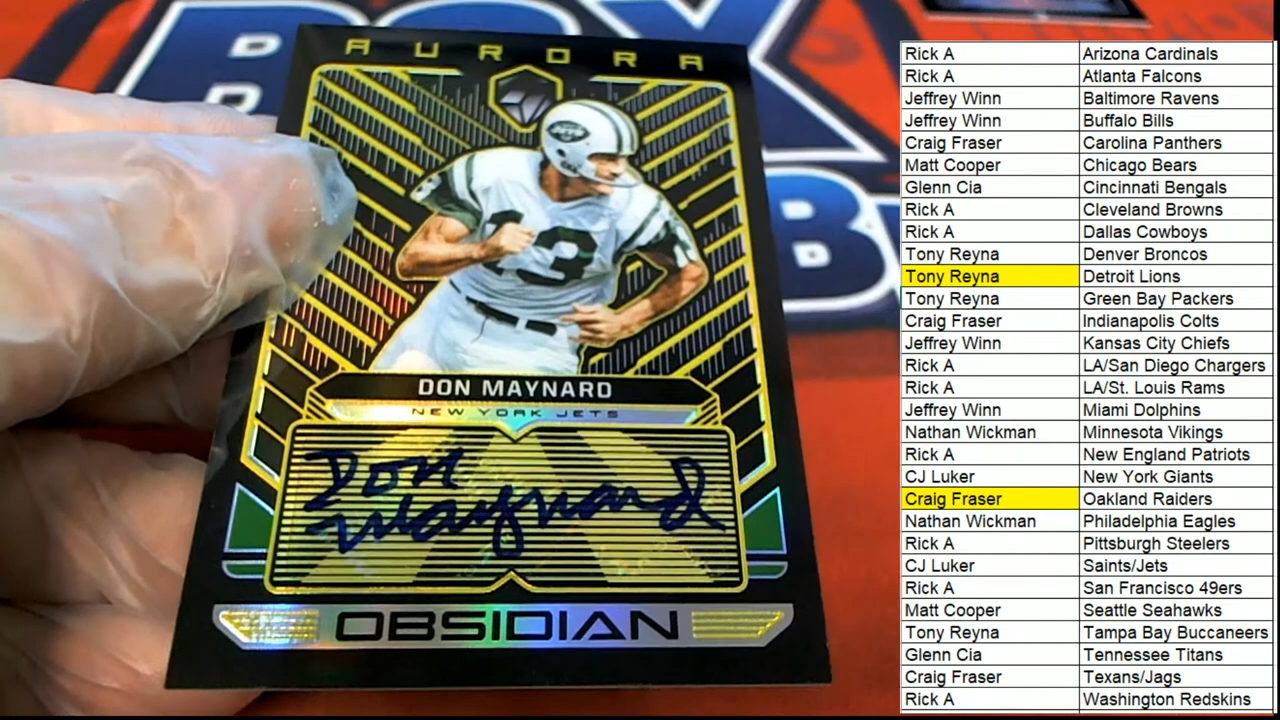 AURORA
JETS
13
13
DON MAYNARD
NEW YORK JETS
Don
Maynard
OBSIDIAN
BOX
B
Rick A Arizona Cardinals
Rick A Atlanta Falcons
Jeffrey Winn Baltimore Ravens
Jeffrey Winn Buffalo Bills
Craig Fraser Carolina Panthers
Matt Cooper Chicago Bears
Glenn Cia Cincinnati Bengals
Rick A Cleveland Browns
Rick A Dallas Cowboys
Tony Reyna Denver Broncos
Tony Reyna Detroit Lions
Tony Reyna Green Bay Packers
Craig Fraser Indianapolis Colts
Jeffrey Winn Kansas City Chiefs
Rick A LA/San Diego Chargers
Rick A LA/St. Louis Rams
Jeffrey Winn Miami Dolphins
Nathan Wickman Minnesota Vikings
Rick A New England Patriots
CJ Luker New York Giants
Craig Fraser Oakland Raiders
Nathan Wickman Philadelphia Eagles
Rick A Pittsburgh Steelers
CJ Luker Saints/Jets
Rick A San Francisco 49ers
Matt Cooper Seattle Seahawks
Tony Reyna Tampa Bay Buccaneers
Glenn Cia Tennessee Titans
Craig Fraser Texans/Jags
Rick A Washington Redskins